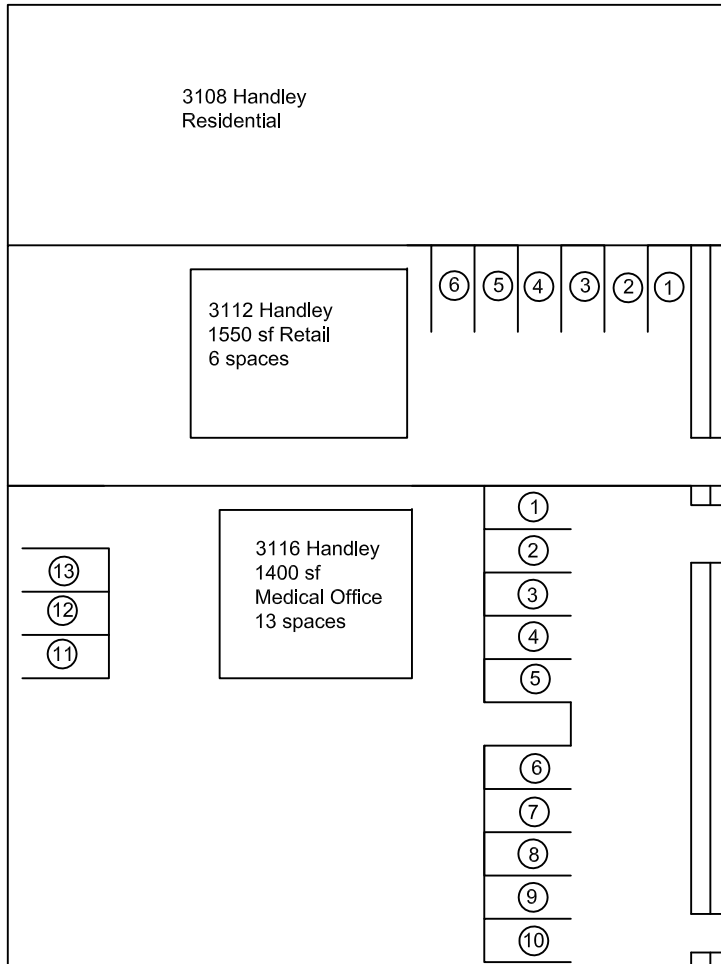 3108 Handley
Residential
6 5 4 3 2 1
3112 Handley
1550 sf Retail
6 spaces
1
2
3
4
5
3116 Handley
1400 sf
Medical Office
13 spaces
13
12
11
6
7
8
9
10